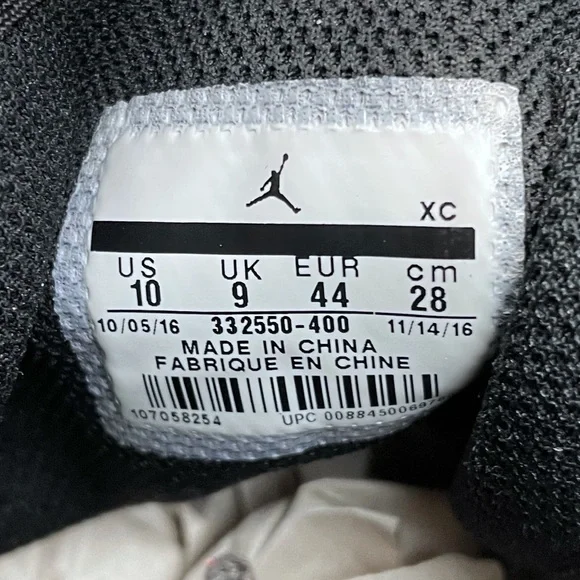 XC
US UK EUR cm
10 9 44 28
10/05/16 332550-400 11/14/16
MADE IN CHINA
FABRIQUE EN CHINE
107058254 UPC